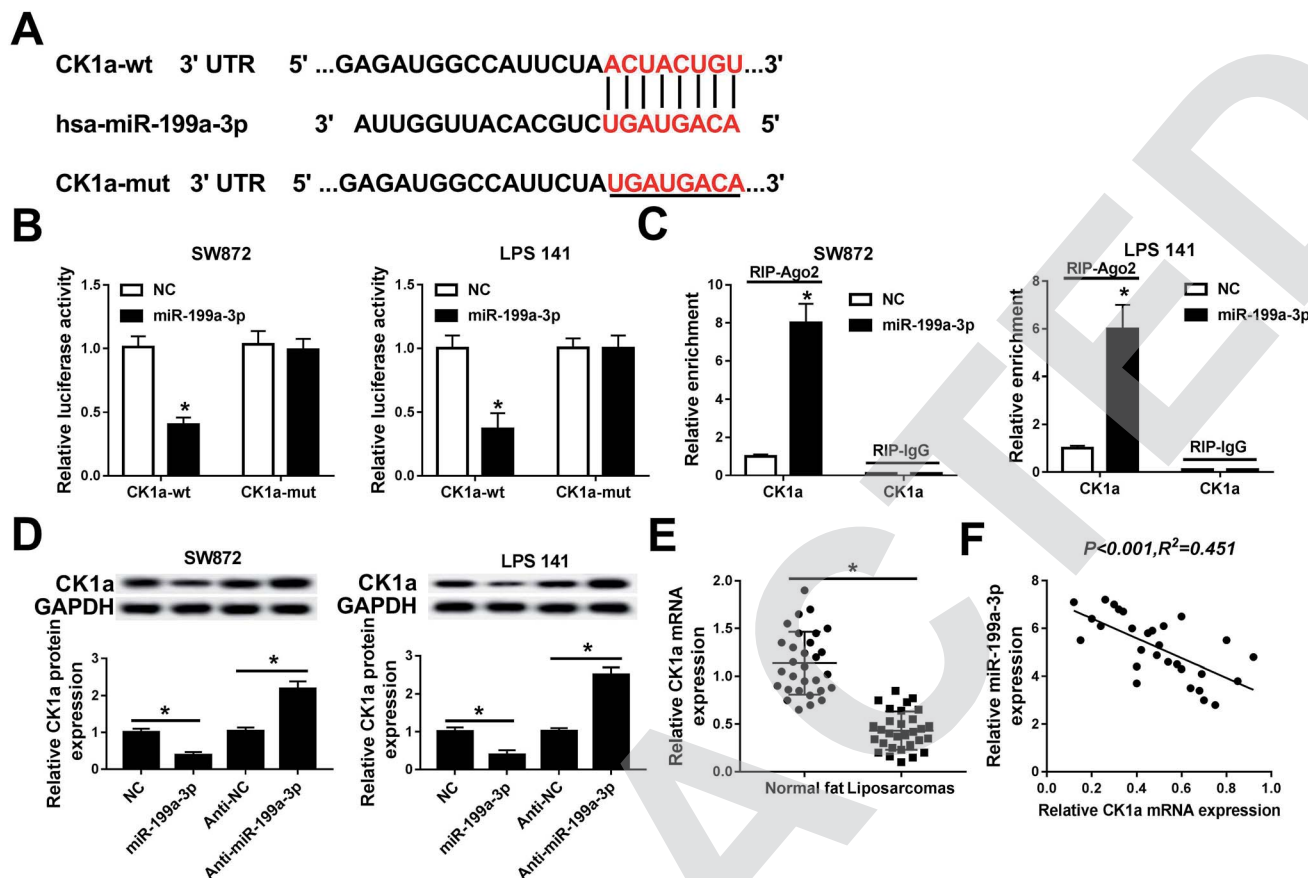 A
CK1a-wt 3' UTR 5' ...GAGAUGGCCAUUCUAACUACUGU...3'
hsa-miR-199a-3p 3' AUUGGUUACACGUCUGAUGACA 5'
CK1a-mut 3' UTR 5' ...GAGAUGGCCAUUCUAUGAUGACA...3'
B
SW872
Relative luciferase activity
NC
miR-199a-3p
1.5
1.0
0.5
0.0
*
CK1a-wt CK1a-mut
LPS 141
Relative luciferase activity
NC
miR-199a-3p
1.5
1.0
0.5
0.0
*
CK1a-wt CK1a-mut
C
SW872
Relative enrichment
RIP-Ago2
*
NC
miR-199a-3p
10
8
6
4
2
0
RIP-IgG
CK1a CK1a
LPS 141
Relative enrichment
RIP-Ago2
*
NC
miR-199a-3p
8
6
4
2
0
RIP-IgG
CK1a CK1a
D
SW872
CK1a
GAPDH
Relative CK1a protein
expression
3
2
1
0
*
*
NC
miR-199a-3p
Anti-NC
Anti-miR-199a-3p
LPS 141
CK1a
GAPDH
Relative CK1a protein
expression
3
2
1
0
*
*
NC
miR-199a-3p
Anti-NC
Anti-miR-199a-3p
E
Relative CK1a mRNA
expression
*
2.0
1.5
1.0
0.5
0.0
Normal fat Liposarcomas
F
P<0.001,R²=0.451
Relative miR-199a-3p
expression
8
6
4
2
0
0.0 0.2 0.4 0.6 0.8 1.0
Relative CK1a mRNA expression
ACTED